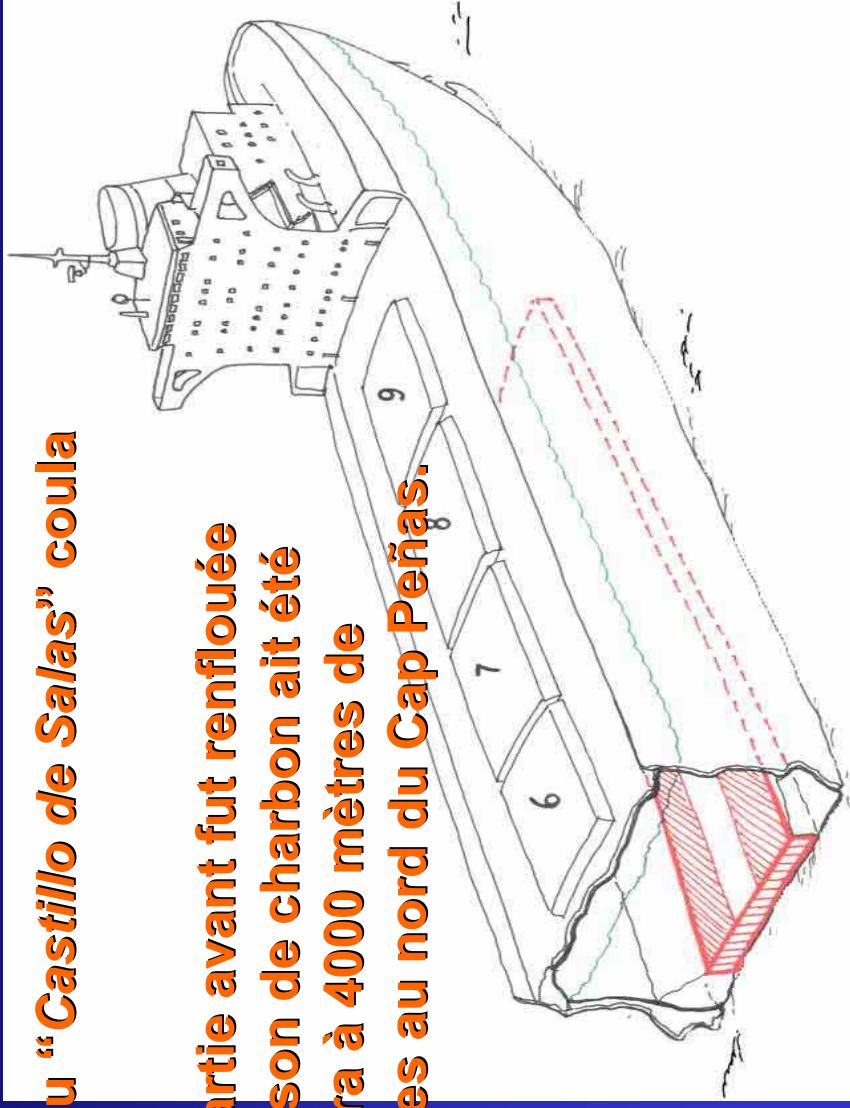 u “Castillo de Salas” coula
artie avant fut renflouée
son de charbon ait été
ra à 4000 mètres de
es au nord du Cap Peñas.
9
8
7
6